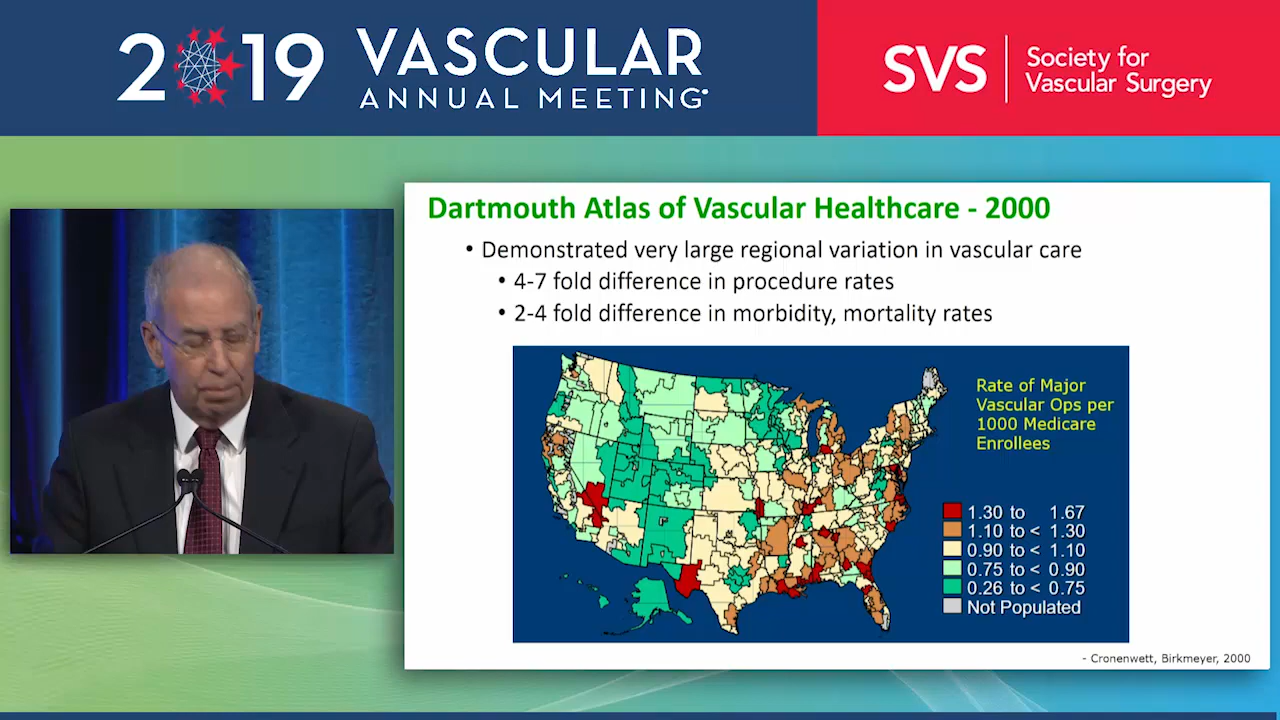 2019 VASCULAR
ANNUAL MEETING
SVS
Society for
Vascular Surgery
Dartmouth Atlas of Vascular Healthcare - 2000
• Demonstrated very large regional variation in vascular care
• 4-7 fold difference in procedure rates
• 2-4 fold difference in morbidity, mortality rates
Rate of Major
Vascular Ops per
1000 Medicare
Enrollees
1.30 to 1.67
1.10 to < 1.30
0.90 to < 1.10
0.75 to < 0.90
0.26 to < 0.75
Not Populated
- Cronenwett, Birkmeyer, 2000